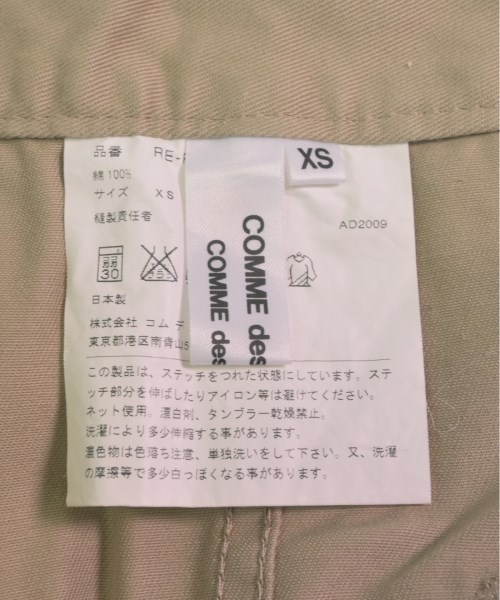 品番 RE-
XS
綿 100%
サイズ XS
縫製責任者
AD2009
30
日本製
COMME des
COMME des
株式会社 コム デ
東京都港区南青山5
この製品は、ステッチをつれた状態にしています。ステ
ッチ部分を伸ばしたりアイロン等は避けてください。
ネット使用。漂白剤、タンブラー乾燥禁止。
洗濯により多少伸縮する事があります。
濃色物は色落ち注意、単独洗いをして下さい。又、洗濯
の摩擦等で多少白っぽくなる事があります。